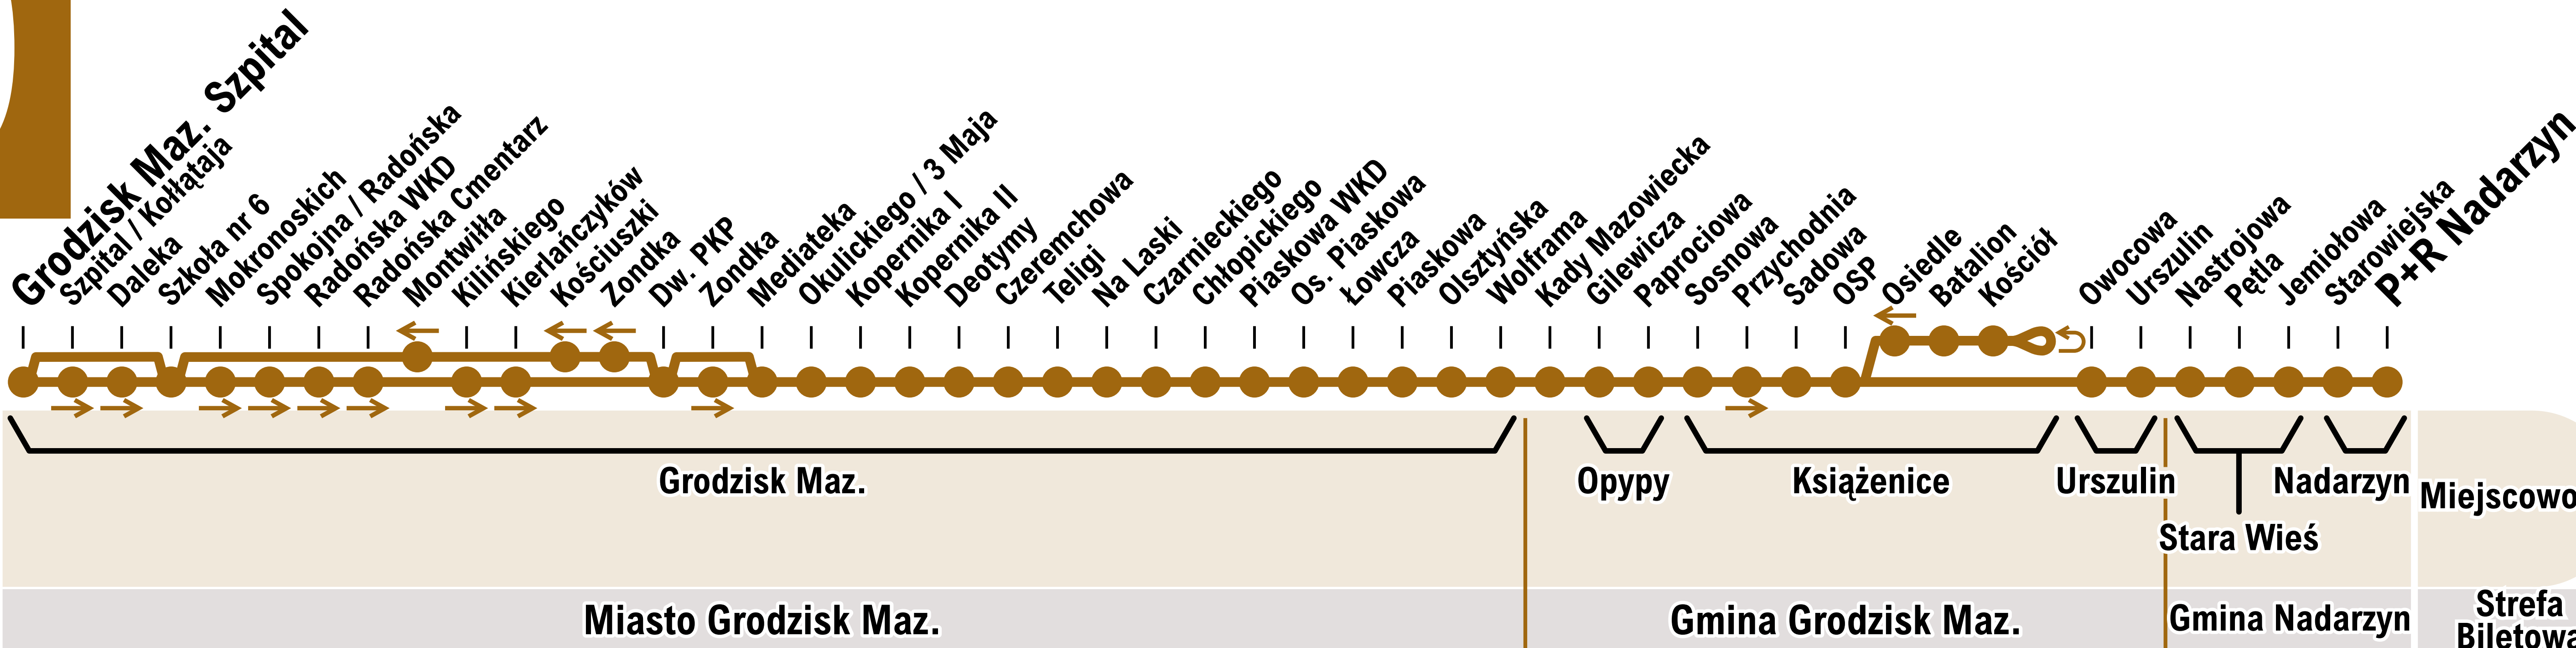 Grodzisk Maz. Szpital
Szpital / Kołłątaja
Daleka
Szkoła nr 6
Mokronoskich
Spokojna / Radońska
Radońska WKD
Radońska Cmentarz
Montwiłła
Kilińskiego
Kierlańczyków
Kościuszki
Zondka
Dw. PKP
Zondka
Mediateka
Okulickiego / 3 Maja
Kopernika I
Kopernika II
Deotymy
Czeremchowa
Teligi
Na Laski
Czarnieckiego
Chłopickiego
Piaskowa WKD
Os. Piaskowa
Łowcza
Piaskowa
Olsztyńska
Wolframa
Kady Mazowiecka
Gilewicza
Paprociowa
Sosnowa
Przychodnia
Sadowa
OSP
Osiedle
Batalion
Kościół
Owocowa
Urszulin
Nastrojowa
Pętla
Jemiołowa
Starowiejska
P+R Nadarzyn
Grodzisk Maz.
Opypy
Książenice
Urszulin
Stara Wieś
Nadarzyn
Miejscowo
Miasto Grodzisk Maz.
Gmina Grodzisk Maz.
Gmina Nadarzyn
Strefa
Biletowa